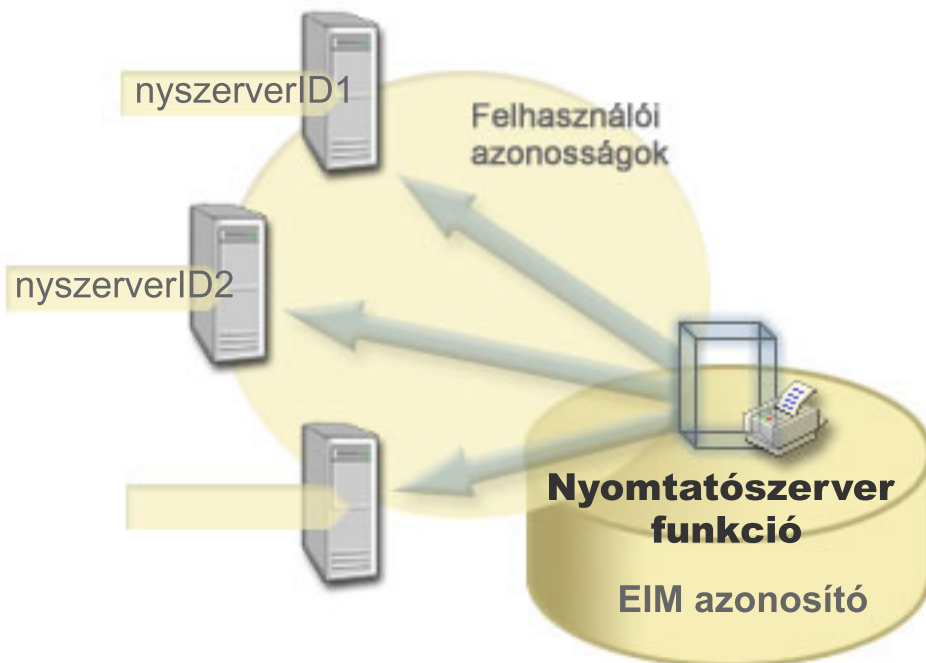 nyszerverID1
Felhasználói
azonosságok
nyszerverID2
Nyomtatószerver
funkció
EIM azonosító